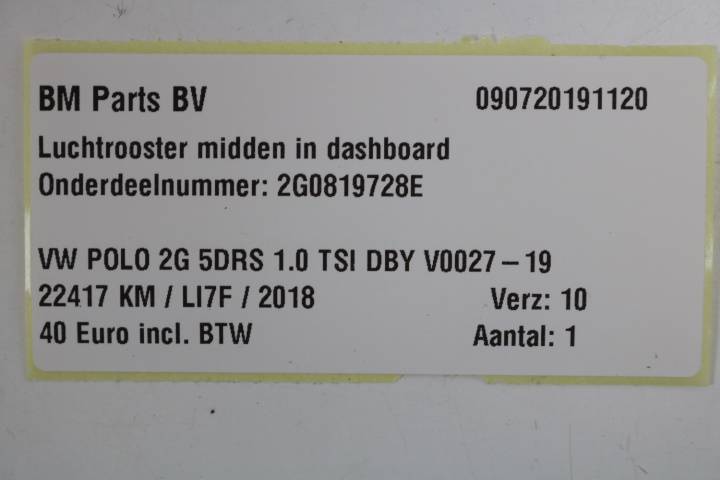 BM Parts BV 090720191120
Luchtrooster midden in dashboard
Onderdeelnummer: 2G0819728E
VW POLO 2G 5DRS 1.0 TSI DBY V0027-19
22417 KM / LI7F / 2018 Verz: 10
40 Euro incl. BTW Aantal: 1